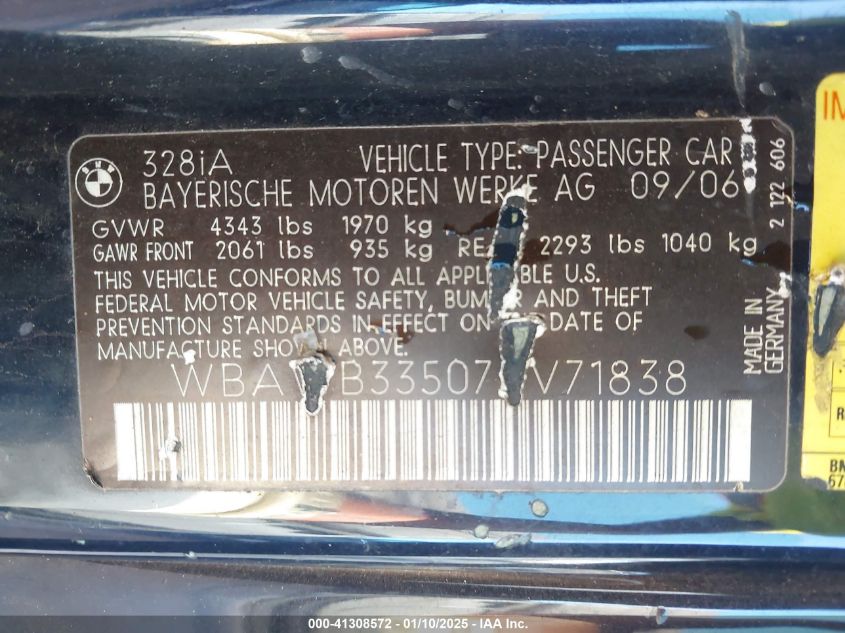 328iA VEHICLE TYPE: PASSENGER CAR
BAYERISCHE MOTOREN WERKE AG 09/06
GVWR 4343 lbs 1970 kg
GAWR FRONT 2061 lbs 935 kg 2293 lbs 1040 kg
THIS VEHICLE CONFORMS TO ALL APPLICABLE U.S.
FEDERAL MOTOR VEHICLE SAFETY, AND THEFT
PREVENTION STANDARDS IN EFFECT ON DATE OF
MANUFACTURE SHOWN ABOVE.
2 122 606
MADE IN
GERMANY
000-41308572 / 01/10/2025 - IAA Inc.